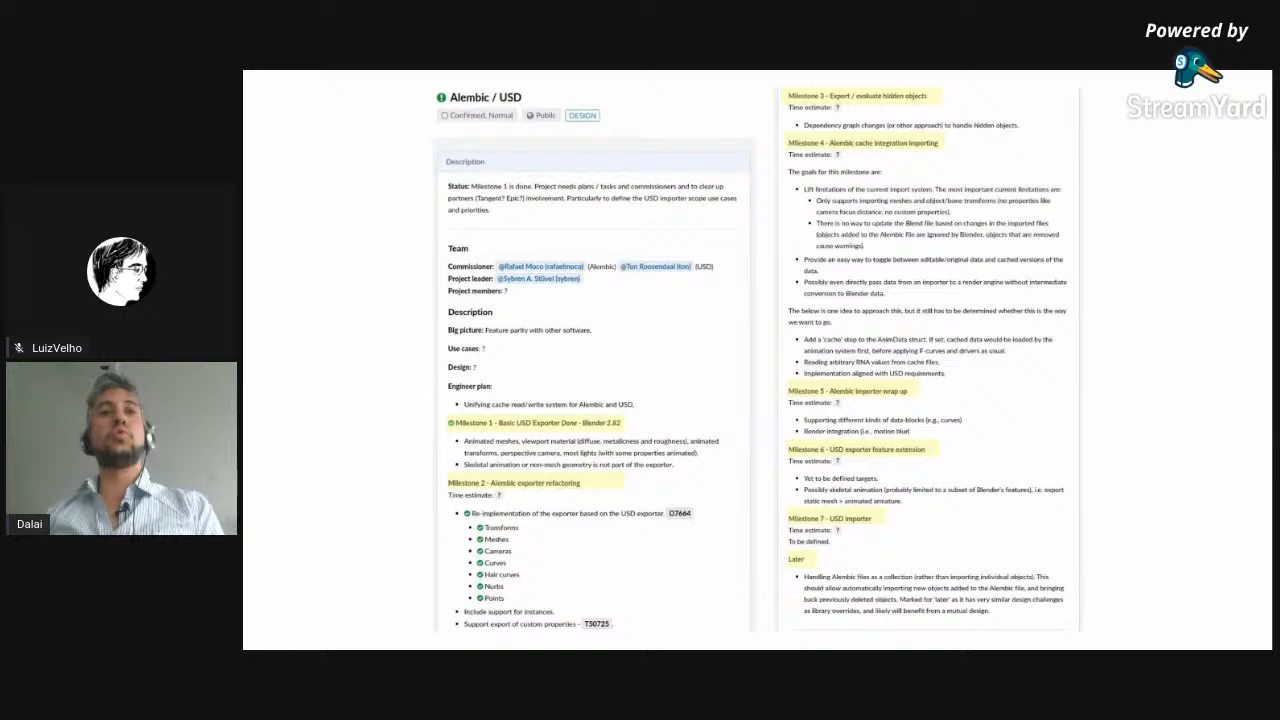 Powered by
StreamYard
LuizVelho
Dalai
Alembic / USD
Confirmed, Normal
Public
DESIGN
Description
Status: Milestone 1 is done. Project needs plans / tasks and commissioners and to clear up
partners (Tangent? Epic?) involvement. Particularly to define the USD importer scope use cases
and priorities.
Team
Commissioner: @Rafael Moco (rafaelmoco) (Alembic) @Ton Roosendaal (ton) (USD)
Project leader: @Sybren A. Stüvel (sybren)
Project members: ?
Description
Big picture: Feature parity with other software.
Use cases: ?
Design: ?
Engineer plan:
• Unifying cache read/write system for Alembic and USD.
Milestone 1 - Basic USD Exporter Done - Blender 2.82
• Animated meshes, viewport material (diffuse, metalicness and roughness), animated
transforms, perspective camera, most lights (with some properties animated).
• Skeletal animation or non-mesh geometry is not part of the exporter.
Milestone 2 - Alembic exporter refactoring
Time estimate: ?
• Re-implementation of the exporter based on the USD exporter. D7664
• Transforms
• Meshes
• Cameras
• Curves
• Hair curves
• Nurbs
• Points
• Include support for instances.
• Support export of custom properties - T50725
Milestone 3 - Export / evaluate hidden objects
Time estimate: ?
• Dependency graph changes (or other approach) to handle hidden objects.
Milestone 4 - Alembic cache integration importing
Time estimate: ?
The goals for this milestone are:
• Lift limitations of the current import system. The most important current limitations are:
• Only supports importing meshes and object/bone transforms (no properties like
camera focus distance, no custom properties).
• There is no way to update the Blend file based on changes in the imported files
(objects added to the Alembic file are ignored by Blender, objects that are removed
cause warnings).
• Provide an easy way to toggle between editable/original data and cached versions of the
data.
• Possibly even directly pass data from an importer to a render engine without intermediate
conversion to Blender data.
The below is one idea to approach this, but it still has to be determined whether this is the way
we want to go.
• Add a 'cache' step to the AnimData struct. If set, cached data would be loaded by the
animation system first, before applying F-curves and drivers as usual.
• Reading arbitrary RNA values from cache files.
• Implementation aligned with USD requirements.
Milestone 5 - Alembic importer wrap up
Time estimate: ?
• Supporting different kinds of data-blocks (e.g., curves)
• Render integration (i.e., motion blur)
Milestone 6 - USD exporter feature extension
Time estimate: ?
• Yet to be defined targets.
• Possibly skeletal animation (probably limited to a subset of Blender's features), i.e. export
static mesh + animated armature.
Milestone 7 - USD importer
Time estimate: ?
To be defined.
Later
• Handling Alembic files as a collection (rather than importing individual objects). This
should allow automatically importing new objects added to the Alembic file, and bringing
back previously deleted objects. Marked for 'later' as it has very similar design challenges
as library overrides, and likely will benefit from a mutual design.